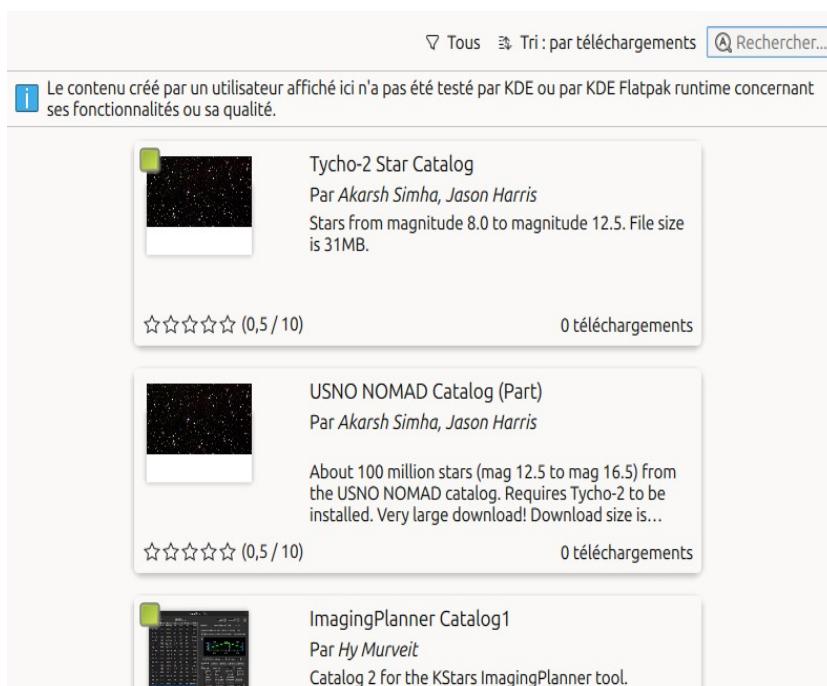 Tous Tri : par téléchargements Rechercher...
Le contenu créé par un utilisateur affiché ici n'a pas été testé par KDE ou par KDE Flatpak runtime concernant
ses fonctionnalités ou sa qualité.
Tycho-2 Star Catalog
Par Akarsh Simha, Jason Harris
Stars from magnitude 8.0 to magnitude 12.5. File size
is 31MB.
(0,5 / 10) 0 téléchargements
USNO NOMAD Catalog (Part)
Par Akarsh Simha, Jason Harris
About 100 million stars (mag 12.5 to mag 16.5) from
the USNO NOMAD catalog. Requires Tycho-2 to be
installed. Very large download! Download size is…
(0,5 / 10) 0 téléchargements
ImagingPlanner Catalog1
Par Hy Murveit
Catalog 2 for the KStars ImagingPlanner tool.